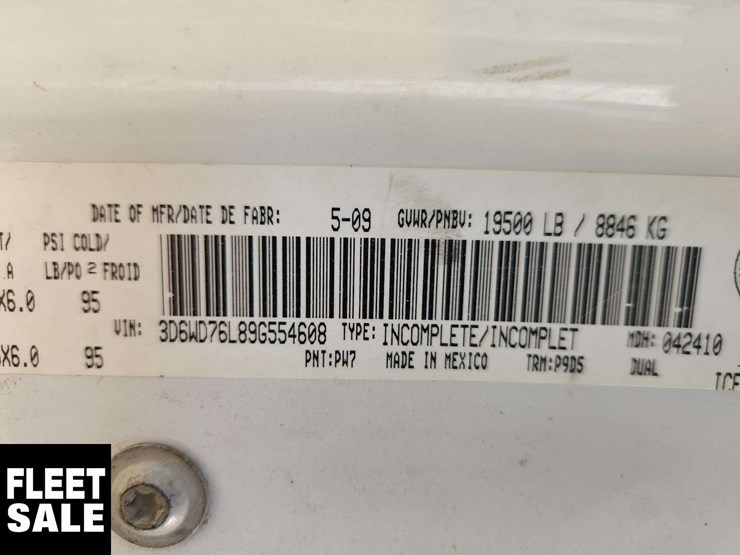 DATE OF MFR/DATE DE FABR: 5-09 GVWR/PNBV: 19500 LB / 8846 KG
PSI COLD/
LB/PO 2 FROID
X6.0 95
VIN: 3D6WD76L89G554608 TYPE: INCOMPLETE/INCOMPLET MDH: 042410
X6.0 95
PNT: PW7 MADE IN MEXICO TRM: P9D5 DUAL
FLEET
SALE